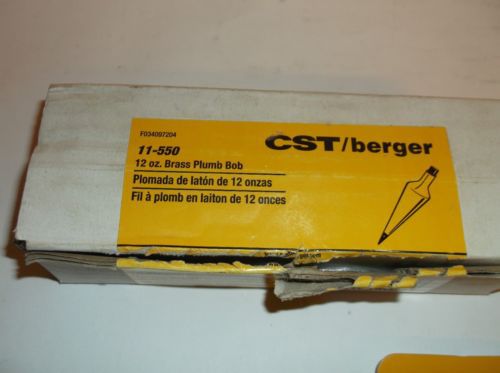 F034097204
11-550
12 oz. Brass Plumb Bob
Plomada de latón de 12 onzas
Fil à plomb en laiton de 12 onces
CST/berger